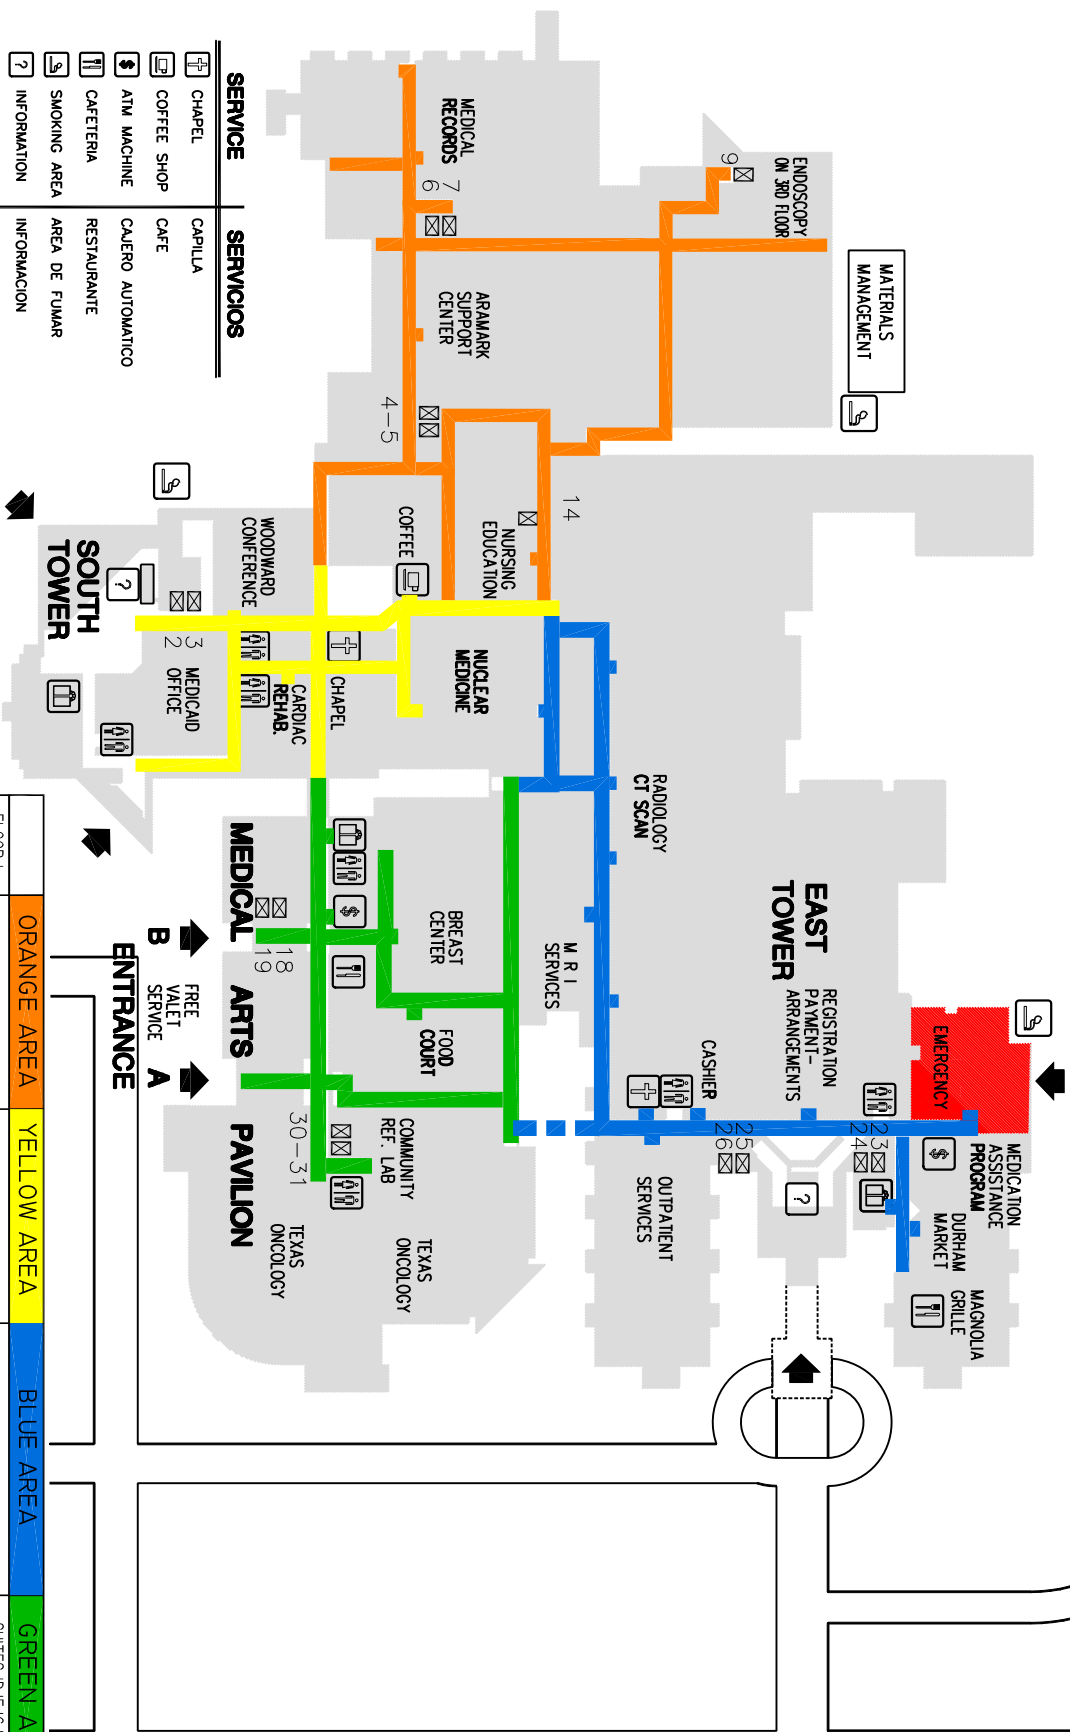 SERVICE
SERVICIOS
CHAPEL
CAPILLA
COFFEE SHOP
CAFE
$
ATM MACHINE
CAJERO AUTOMATICO
CAFETERIA
RESTAURANTE
SMOKING AREA
AREA DE FUMAR
?
INFORMATION
INFORMACION
MATERIALS
MANAGEMENT
ENDOSCOPY
ON 3RD FLOOR
9
MEDICAL
RECORDS
7
6
ARAMARK
SUPPORT
CENTER
4-5
14
NURSING
EDUCATION
COFFEE
WOODWARD
CONFERENCE
SOUTH
TOWER
?
3
2
MEDICAID
OFFICE
CARDIAC
REHAB.
CHAPEL
NUCLEAR
MEDICINE
RADIOLOGY
CT SCAN
EAST
TOWER
M R I
SERVICES
BREAST
CENTER
$
FOOD
COURT
MEDICAL ARTS PAVILION
18
19
B
A
FREE
VALET
SERVICE
ENTRANCE
30-31
COMMUNITY
REF. LAB
TEXAS
ONCOLOGY
TEXAS
ONCOLOGY
EMERGENCY
REGISTRATION
PAYMENT-
ARRANGEMENTS
CASHIER
23
24
25
26
$
?
MEDICATION
ASSISTANCE
PROGRAM
DURHAM
MARKET
MAGNOLIA
GRILLE
OUTPATIENT
SERVICES
ORANGE AREA
YELLOW AREA
BLUE AREA
GREEN A